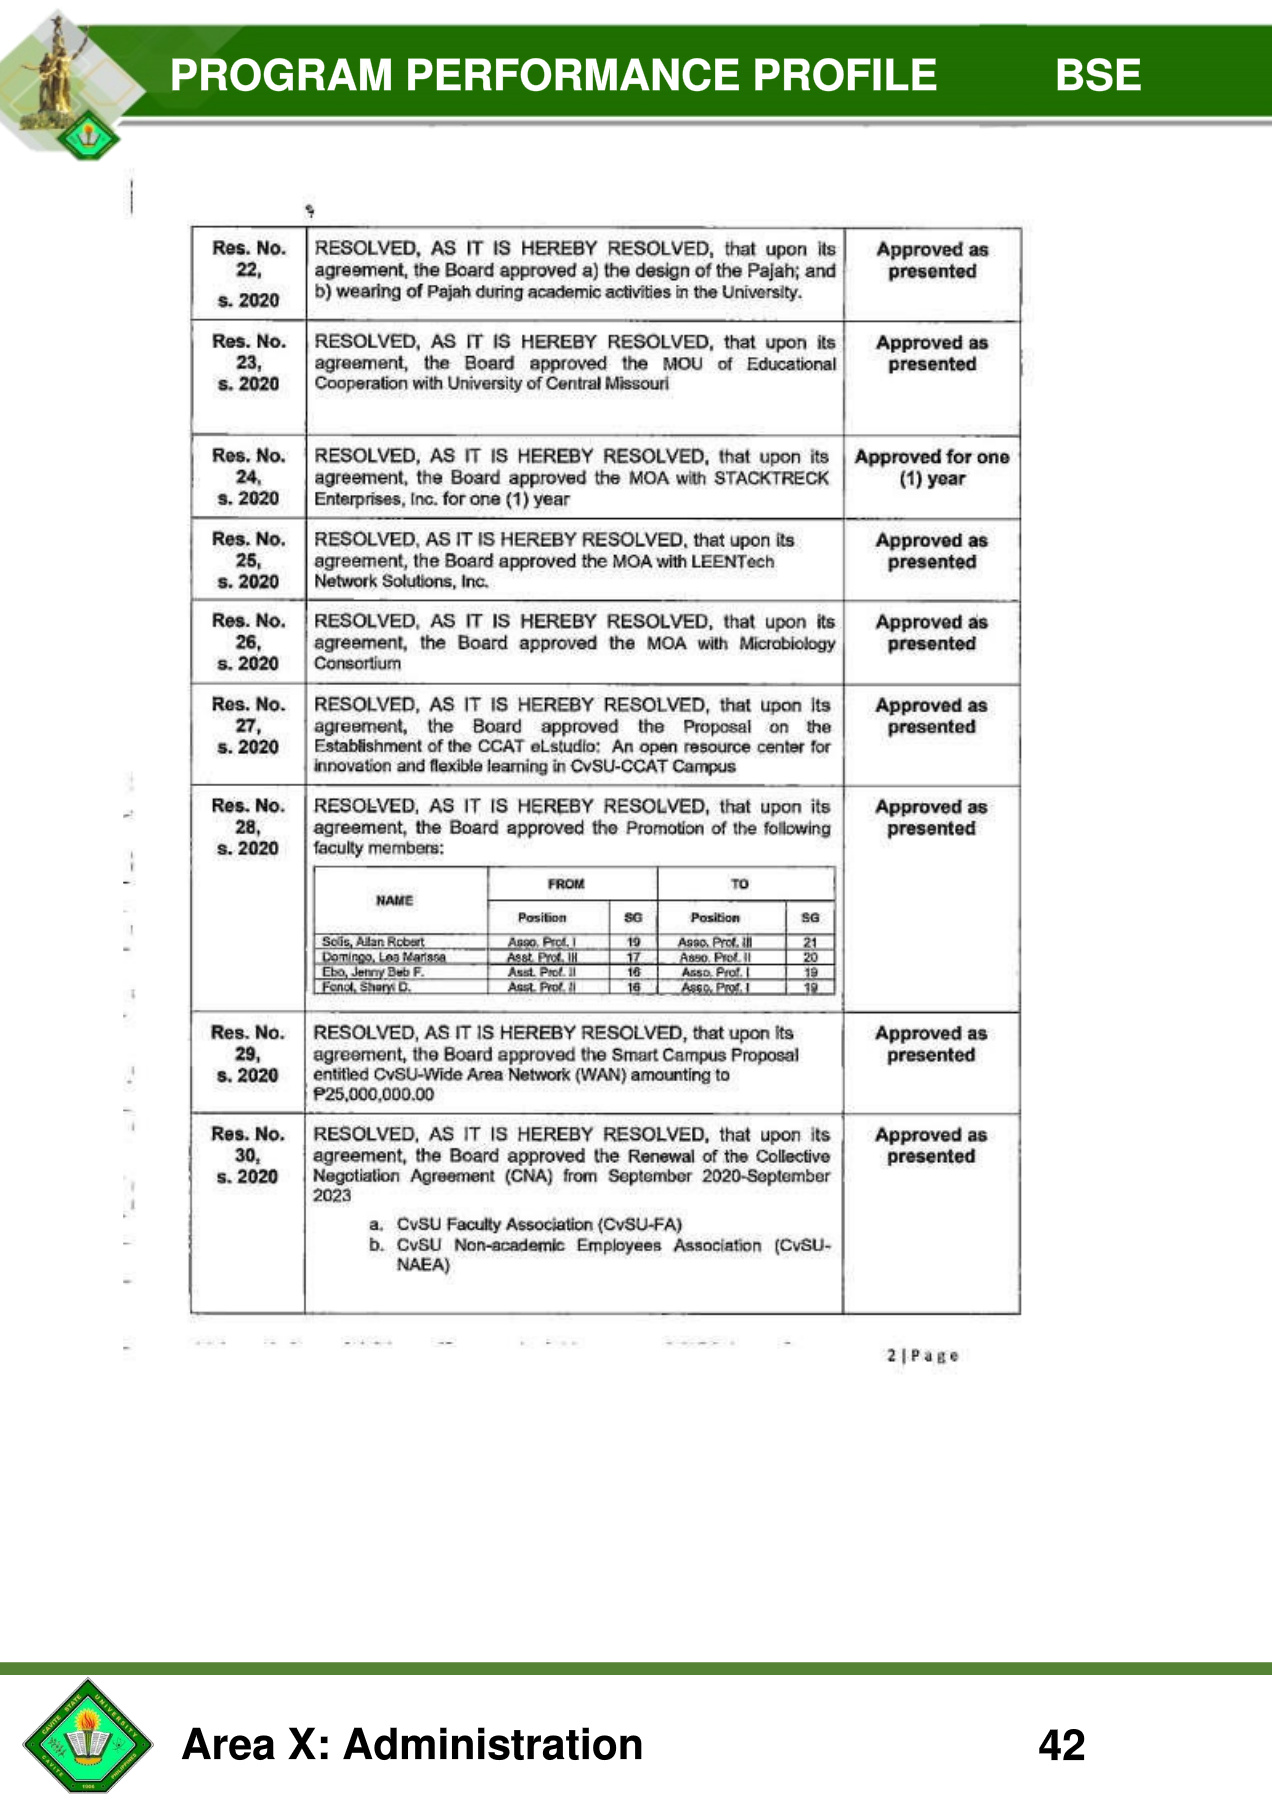 PROGRAM PERFORMANCE PROFILE BSE
Res. No. 22, s. 2020
RESOLVED, AS IT IS HEREBY RESOLVED, that upon its
agreement, the Board approved a) the design of the Pajah; and
b) wearing of Pajah during academic activities in the University.
Approved as
presented
Res. No. 23, s. 2020
RESOLVED, AS IT IS HEREBY RESOLVED, that upon its
agreement, the Board approved the MOU of Educational
Cooperation with University of Central Missouri
Approved as
presented
Res. No. 24, s. 2020
RESOLVED, AS IT IS HEREBY RESOLVED, that upon its
agreement, the Board approved the MOA with STACKTRECK
Enterprises, Inc. for one (1) year
Approved for one
(1) year
Res. No. 25, s. 2020
RESOLVED, AS IT IS HEREBY RESOLVED, that upon its
agreement, the Board approved the MOA with LEENTech
Network Solutions, Inc.
Approved as
presented
Res. No. 26, s. 2020
RESOLVED, AS IT IS HEREBY RESOLVED, that upon its
agreement, the Board approved the MOA with Microbiology
Consortium
Approved as
presented
Res. No. 27, s. 2020
RESOLVED, AS IT IS HEREBY RESOLVED, that upon its
agreement, the Board approved the Proposal on the
Establishment of the CCAT eLstudio: An open resource center for
innovation and flexible learning in CvSU-CCAT Campus
Approved as
presented
Res. No. 28, s. 2020
RESOLVED, AS IT IS HEREBY RESOLVED, that upon its
agreement, the Board approved the Promotion of the following
faculty members:
Approved as
presented
NAME FROM TO
Position SG Position SG
Solis, Allan Robert Asso. Prof. I 19 Asso. Prof. III 21
Domingo, Lea Marissa Asst. Prof. III 17 Asso. Prof. II 20
Ebo, Jenny Beb F. Asst. Prof. II 16 Asso. Prof. I 19
Fenol, Sheryl D. Asst. Prof. II 16 Asso. Prof. I 19
Res. No. 29, s. 2020
RESOLVED, AS IT IS HEREBY RESOLVED, that upon its
agreement, the Board approved the Smart Campus Proposal
entitled CvSU-Wide Area Network (WAN) amounting to
₱25,000,000.00
Approved as
presented
Res. No. 30, s. 2020
RESOLVED, AS IT IS HEREBY RESOLVED, that upon its
agreement, the Board approved the Renewal of the Collective
Negotiation Agreement (CNA) from September 2020-September
2023
a. CvSU Faculty Association (CvSU-FA)
b. CvSU Non-academic Employees Association (CvSU-
NAEA)
Approved as
presented
2 | Page
CAVITE STATE UNIVERSITY
CAVITE PHILIPPINES
1906
Area X: Administration 42